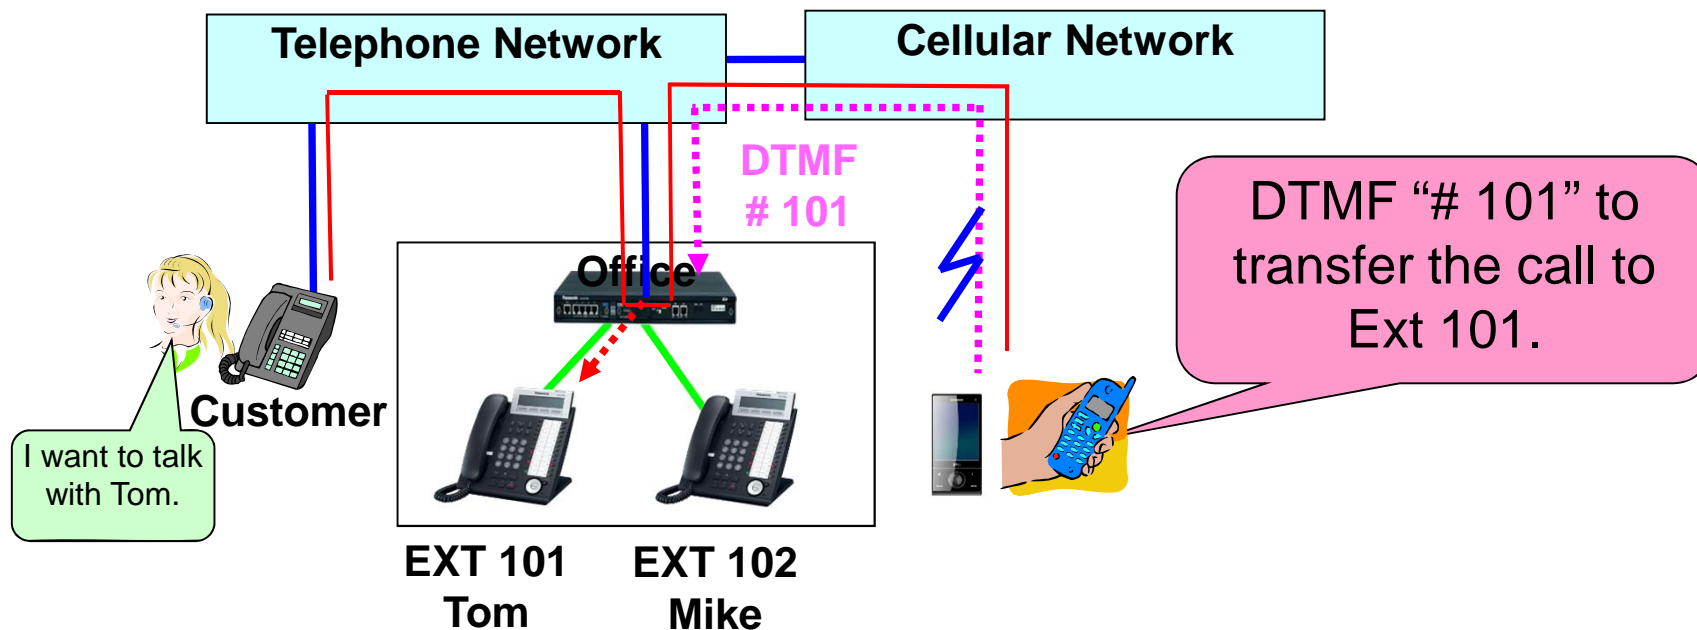 Telephone Network
Cellular Network
DTMF
# 101
DTMF “# 101” to
transfer the call to
Ext 101.
Office
Customer
I want to talk
with Tom.
EXT 101
Tom
EXT 102
Mike